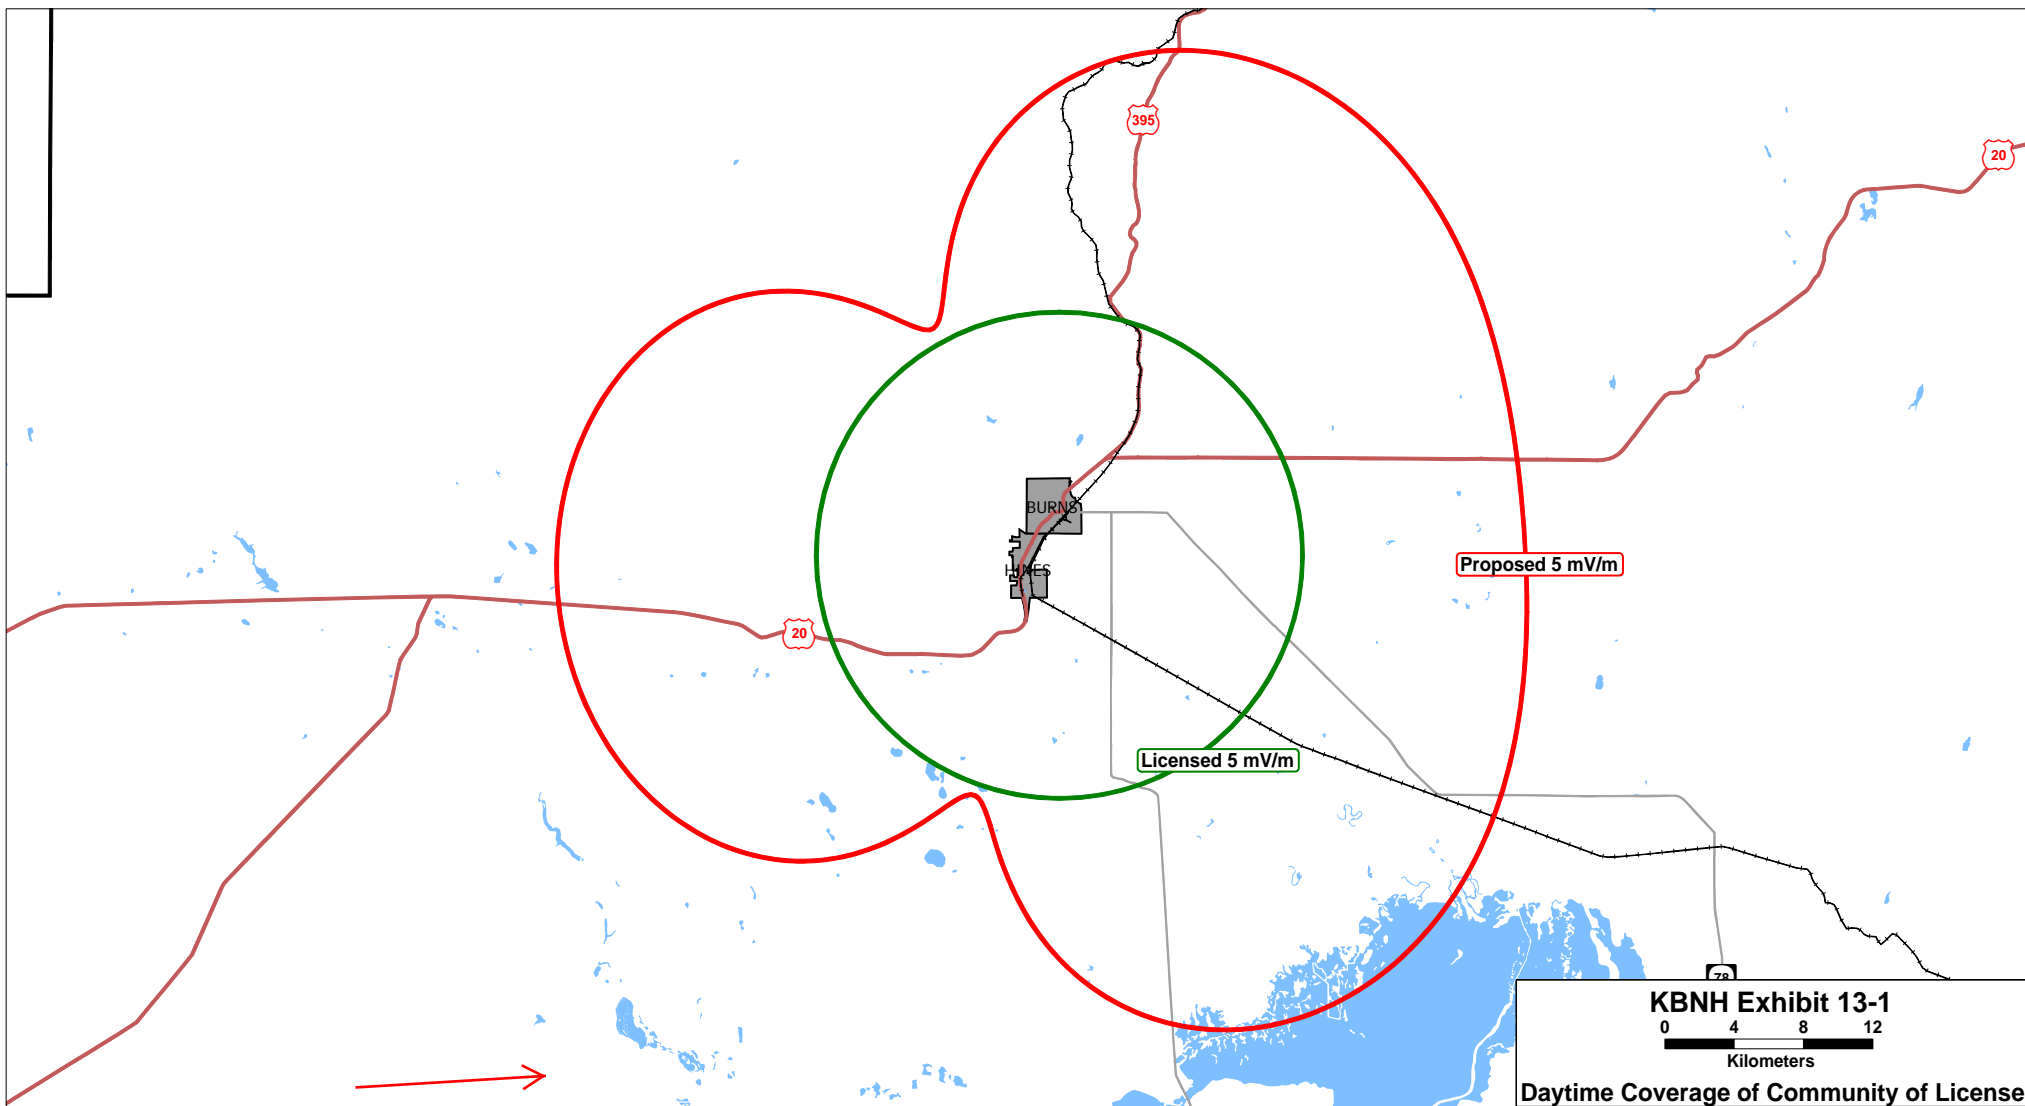 395
20
BURNS
HINES
Proposed 5 mV/m
20
Licensed 5 mV/m
78
KBNH Exhibit 13-1
0 4 8 12
Kilometers
Daytime Coverage of Community of License